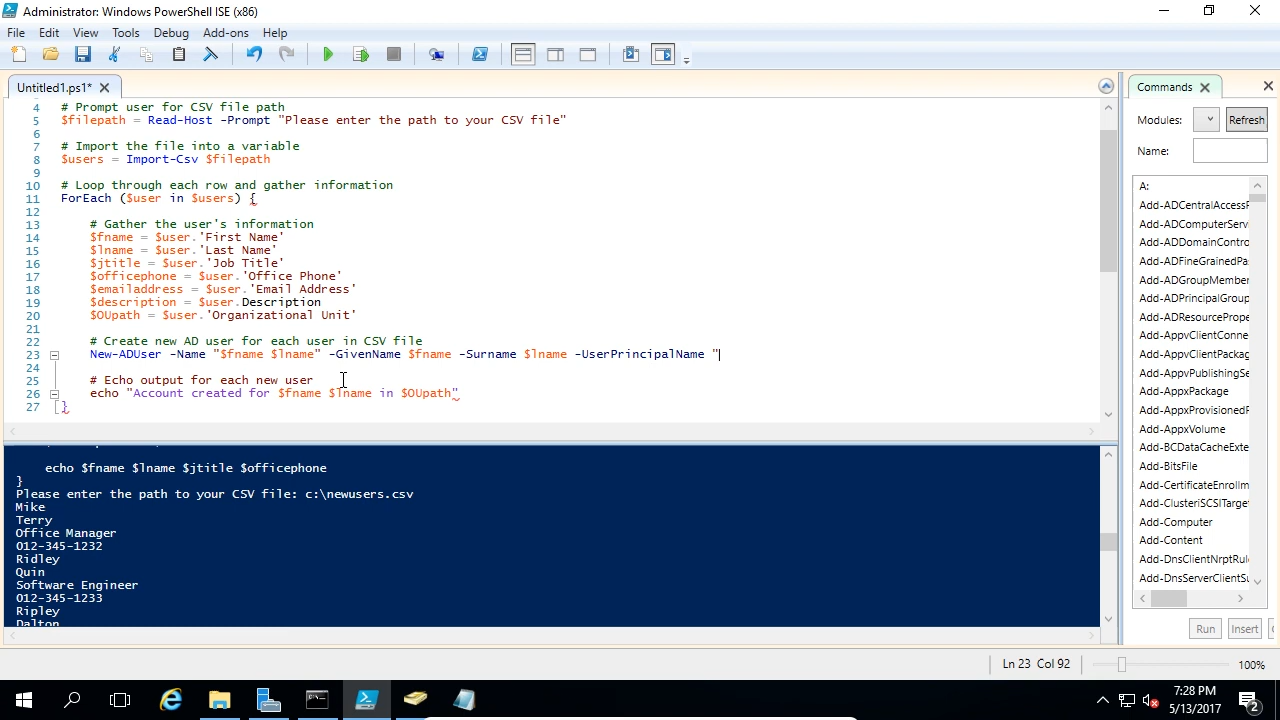 Administrator: Windows PowerShell ISE (x86)
File Edit View Tools Debug Add-ons Help
Untitled1.ps1*
4 # Prompt user for CSV file path
5 $filepath = Read-Host -Prompt "Please enter the path to your CSV file"
6
7 # Import the file into a variable
8 $users = Import-Csv $filepath
9
10 # Loop through each row and gather information
11 ForEach ($user in $users) {
12
13 # Gather the user's information
14 $fname = $user.'First Name'
15 $lname = $user.'Last Name'
16 $jtitle = $user.'Job Title'
17 $officephone = $user.'Office Phone'
18 $emailaddress = $user.'Email Address'
19 $description = $user.Description
20 $OUpath = $user.'Organizational Unit'
21
22 # Create new AD user for each user in CSV file
23 New-ADUser -Name "$fname $lname" -GivenName $fname -Surname $lname -UserPrincipalName "
24
25 # Echo output for each new user
26 echo "Account created for $fname $lname in $OUpath"
27 }
echo $fname $lname $jtitle $officephone
}
Please enter the path to your CSV file: c:\newusers.csv
Mike
Terry
Office Manager
012-345-1232
Ridley
Quin
Software Engineer
012-345-1233
Ripley
Dalton
Commands
Modules: Refresh
Name:
A:
Add-ADCentralAccessF
Add-ADComputerServ
Add-ADDomainContro
Add-ADFineGrainedPa
Add-ADGroupMember
Add-ADPrincipalGroup
Add-ADResourcePrope
Add-AppvClientConne
Add-AppvClientPackag
Add-AppvPublishingSe
Add-AppxPackage
Add-AppxProvisionedF
Add-AppxVolume
Add-BCDataCacheExte
Add-BitsFile
Add-CertificateEnrollm
Add-ClusteriSCSITarge
Add-Computer
Add-Content
Add-DnsClientNrptRul
Add-DnsServerClientSu
Run Insert
Ln 23 Col 92 100%
7:28 PM
5/13/2017
2